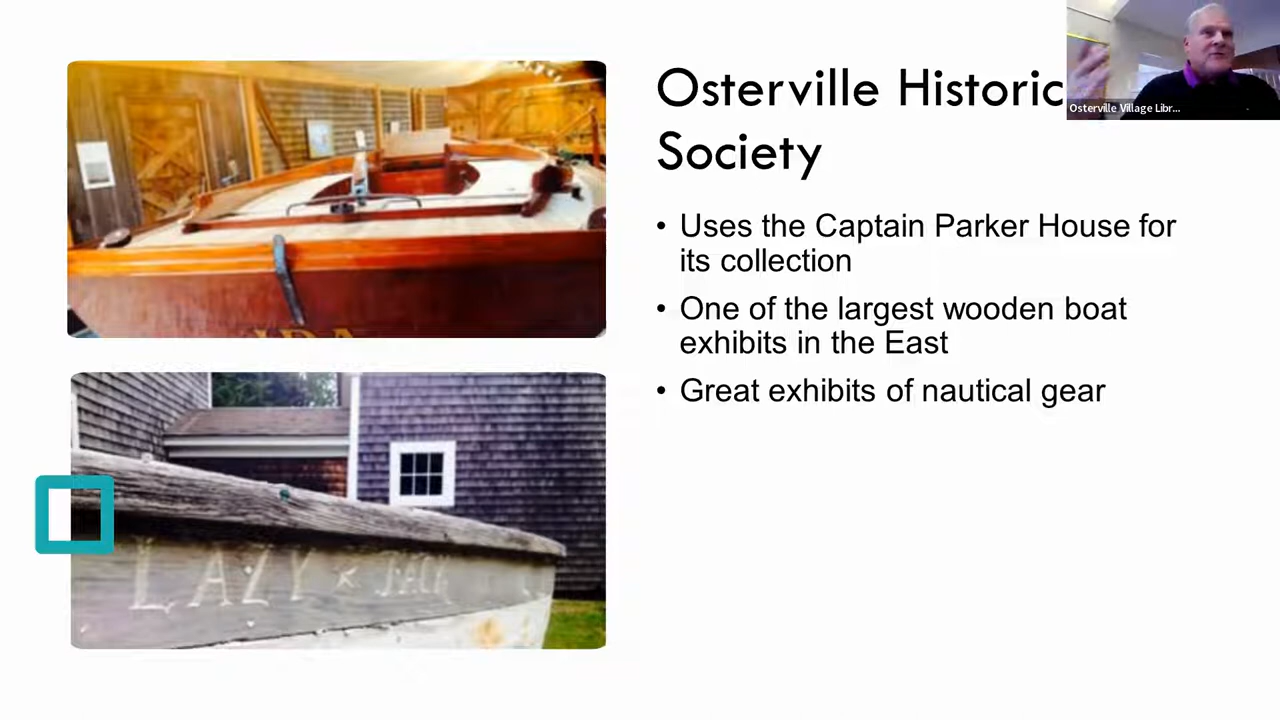 Osterville Historic
Society
Osterville Village Libr...
• Uses the Captain Parker House for
its collection
• One of the largest wooden boat
exhibits in the East
• Great exhibits of nautical gear
LAZY JACK